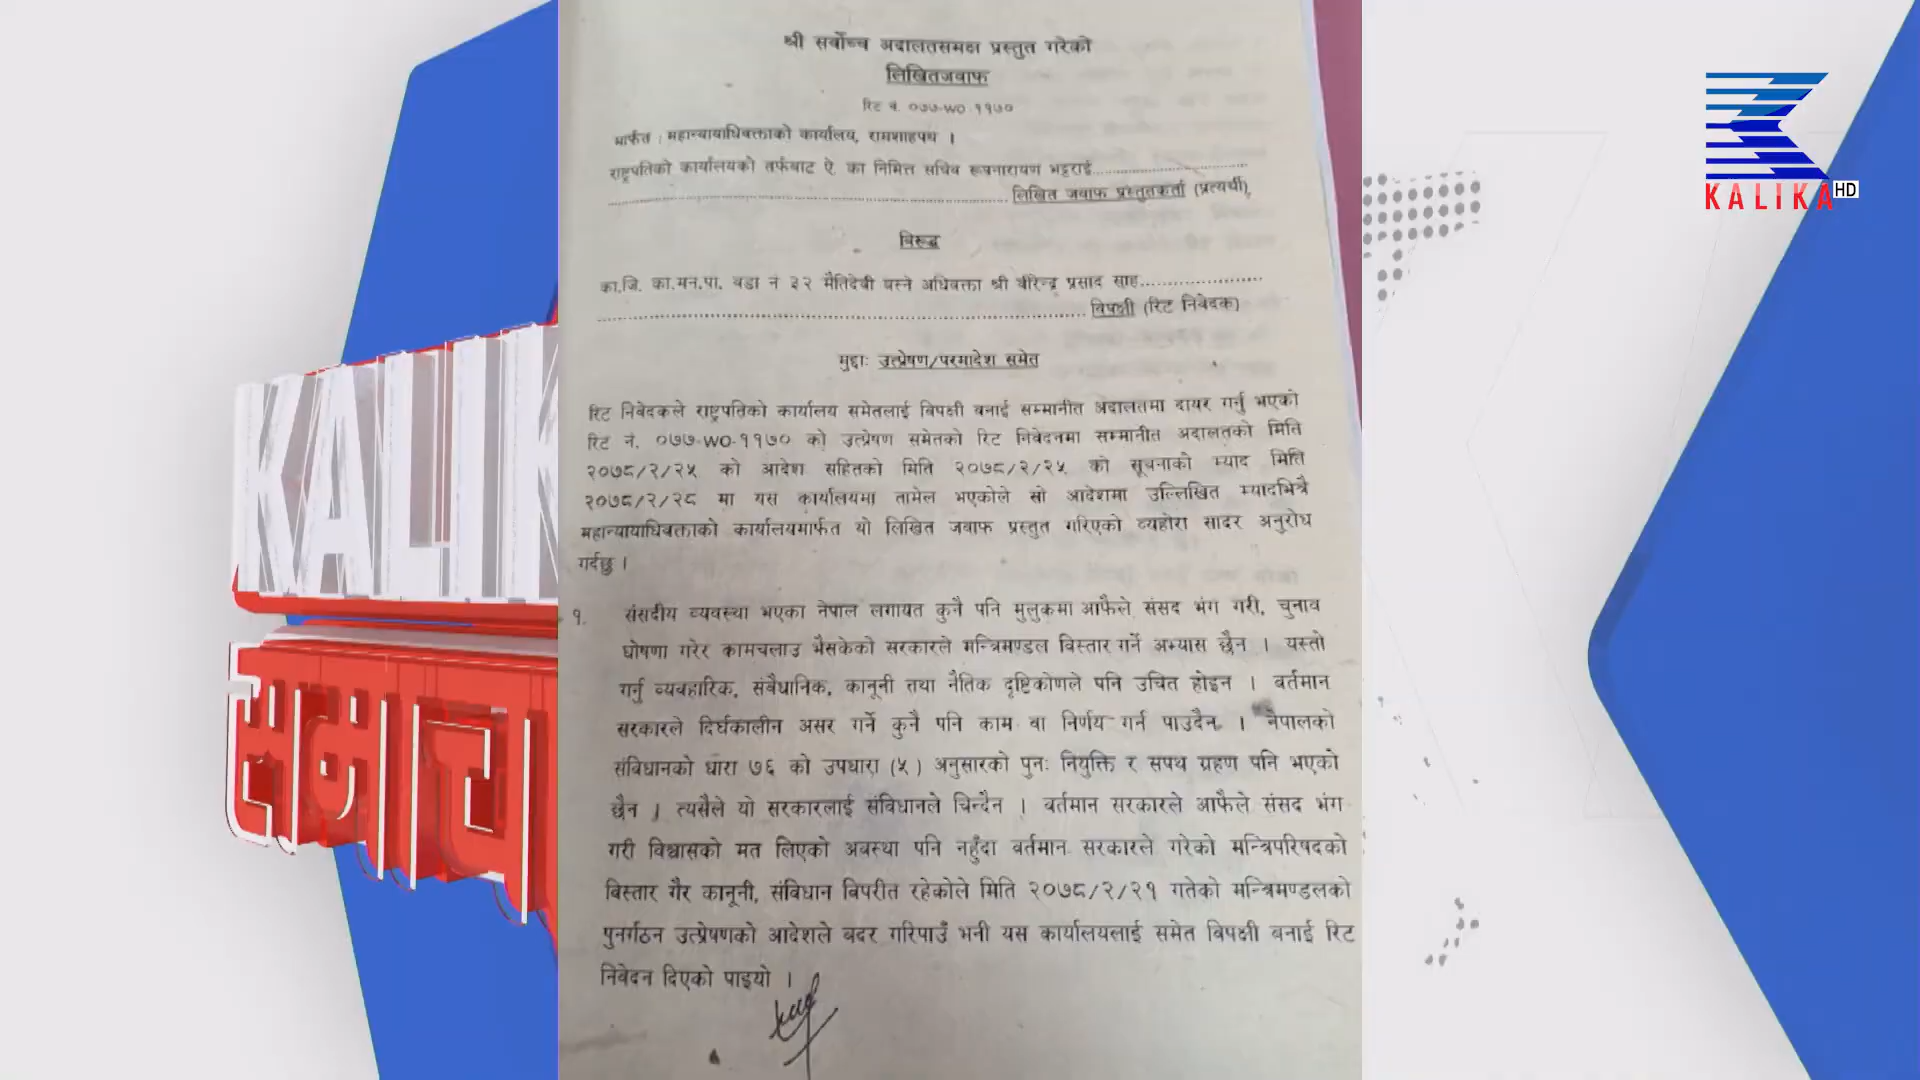 श्री सर्वोच्च अदालतसमक्ष प्रस्तुत गरेको
लिखितजवाफ
रिट नं. ०७७-WO-११७०
मार्फत : महान्यायाधिवक्ताको कार्यालय, रामशाहपथ ।
राष्ट्रपतिको कार्यालयको तर्फबाट ऐ. का निमित्त सचिव रूपनारायण भट्टराई
लिखित जवाफ प्रस्तुतकर्ता (प्रत्यर्थी),
विरुद्ध
का.जि. का.मन.पा. वडा नं ३२ मैतिदेवी बस्ने अधिवक्ता श्री बीरेन्द्र प्रसाद साह
विपक्षी (रिट निवेदक)
मुद्दाः उत्प्रेषण/परमादेश समेत
रिट निवेदकले राष्ट्रपतिको कार्यालय समेतलाई विपक्षी बनाई सम्मानीत अदालतमा दायर गर्नु भएको
रिट नं. ०७७-WO-११७० को उत्प्रेषण समेतको रिट निवेदनमा सम्मानीत अदालतको मिति
२०७८/२/२५ को आदेश सहितको मिति २०७८/२/२५ को सूचनाको म्याद मिति
२०७८/२/२८ मा यस कार्यालयमा तामेल भएकोले सो आदेशमा उल्लिखित म्यादभित्रै
महान्यायाधिवक्ताको कार्यालयमार्फत यो लिखित जवाफ प्रस्तुत गरिएको व्यहोरा सादर अनुरोध
गर्दछु ।
१. संसदीय व्यवस्था भएका नेपाल लगायत कुनै पनि मुलुकमा आफैले संसद भंग गरी, चुनाव
घोषणा गरेर कामचलाउ भैसकेको सरकारले मन्त्रिमण्डल विस्तार गर्ने अभ्यास छैन । यस्तो
गर्नु व्यवहारिक, संवैधानिक, कानूनी तथा नैतिक दृष्टिकोणले पनि उचित होइन । वर्तमान
सरकारले दिर्घकालीन असर गर्ने कुनै पनि काम वा निर्णय गर्न पाउदैन । नेपालको
संविधानको धारा ७६ को उपधारा (५) अनुसारको पुनः नियुक्ति र सपथ ग्रहण पनि भएको
छैन । त्यसैले यो सरकारलाई संविधानले चिन्दैन । वर्तमान सरकारले आफैले संसद भंग
गरी विश्वासको मत लिएको अवस्था पनि नहुँदा वर्तमान सरकारले गरेको मन्त्रिपरिषदको
विस्तार गैर कानूनी, संविधान विपरीत रहेकोले मिति २०७८/२/२१ गतेको मन्त्रिमण्डलको
पुनर्गठन उत्प्रेषणको आदेशले बदर गरिपाउँ भनी यस कार्यालयलाई समेत विपक्षी बनाई रिट
निवेदन दिएको पाइयो ।
KALIK
समाच
KALIKA HD